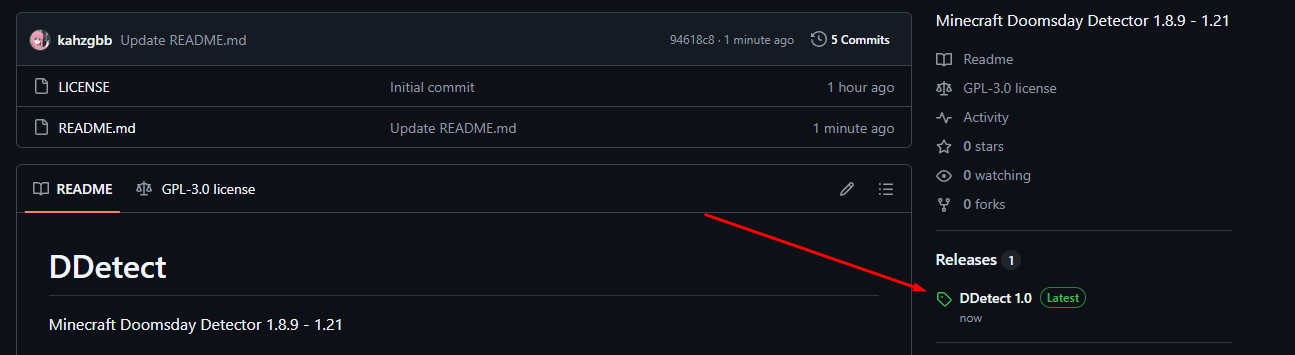 kahzgbb Update README.md 94618c8 · 1 minute ago 5 Commits
LICENSE Initial commit 1 hour ago
README.md Update README.md 1 minute ago
README GPL-3.0 license
DDetect
Minecraft Doomsday Detector 1.8.9 - 1.21
Minecraft Doomsday Detector 1.8.9 - 1.21
Readme
GPL-3.0 license
Activity
0 stars
0 watching
0 forks
Releases 1
DDetect 1.0 Latest
now